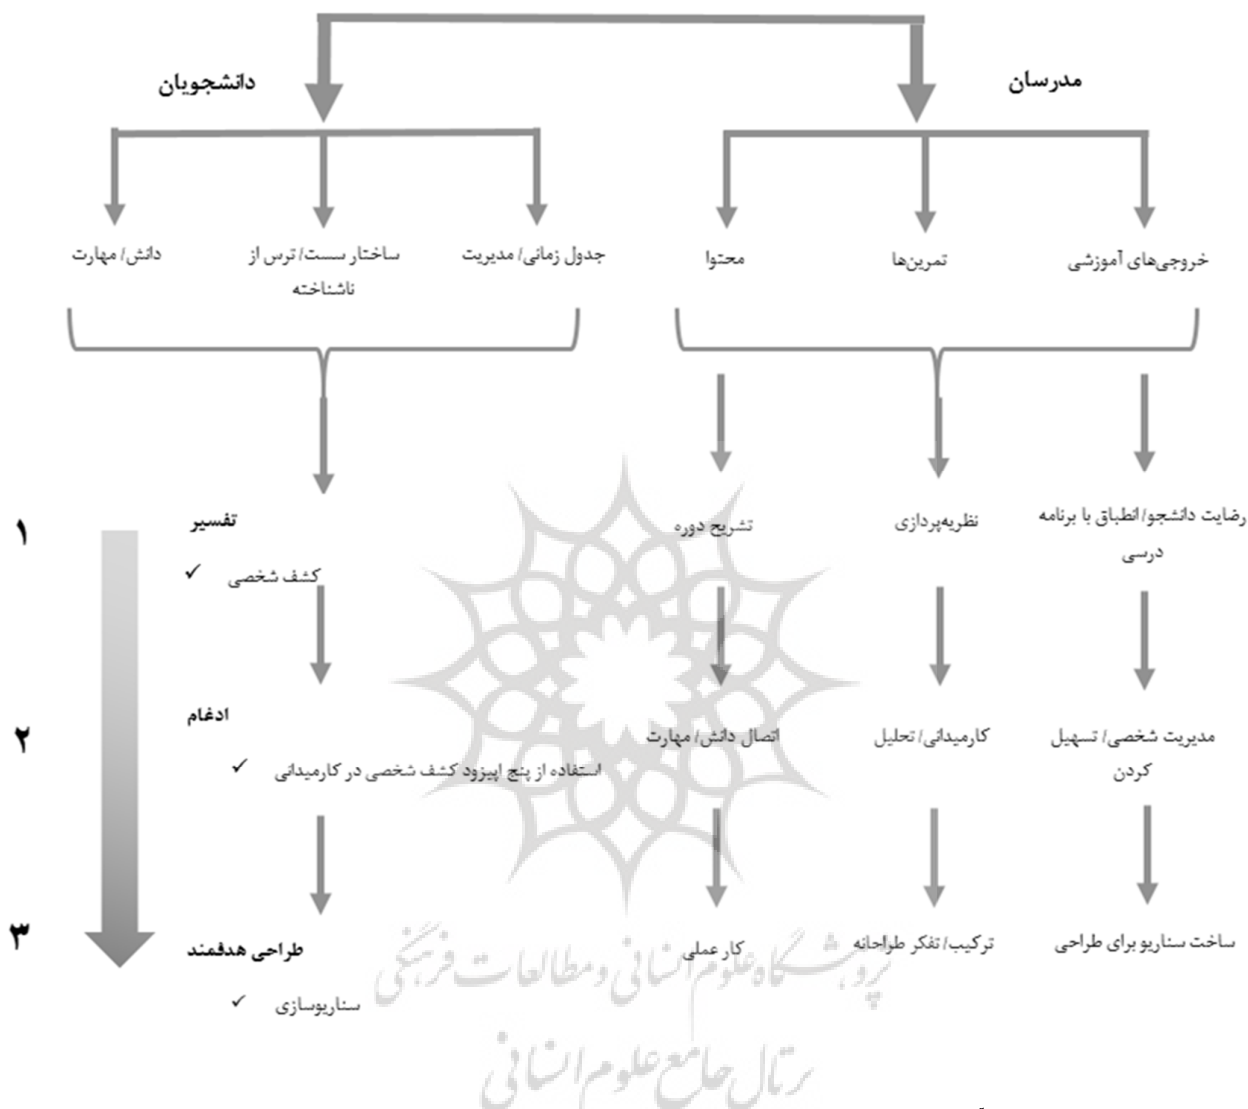 مدرسان
دانشجویان
خروجی‌های آموزشی
تمرین‌ها
محتوا
جدول زمانی/ مدیریت
ساختار سست/ ترس از
ناشناخته
دانش/ مهارت
رضایت دانشجو/ انطباق با برنامه
درسی
نظریه‌پردازی
تشریح دوره
تفسیر
✓ کشف شخصی
۱
مدیریت شخصی/ تسهیل
کردن
کارمیدانی/ تحلیل
اتصال دانش/ مهارت
ادغام
✓ استفاده از پنج اپیزود کشف شخصی در کارمیدانی
۲
ساخت سناریو برای طراحی
ترکیب/ تفکر طراحانه
کار عملی
طراحی هدفمند
✓ سناریوسازی
۳
پژوهشگاه علوم انسانی و مطالعات فرهنگی
پرتال جامع علوم انسانی